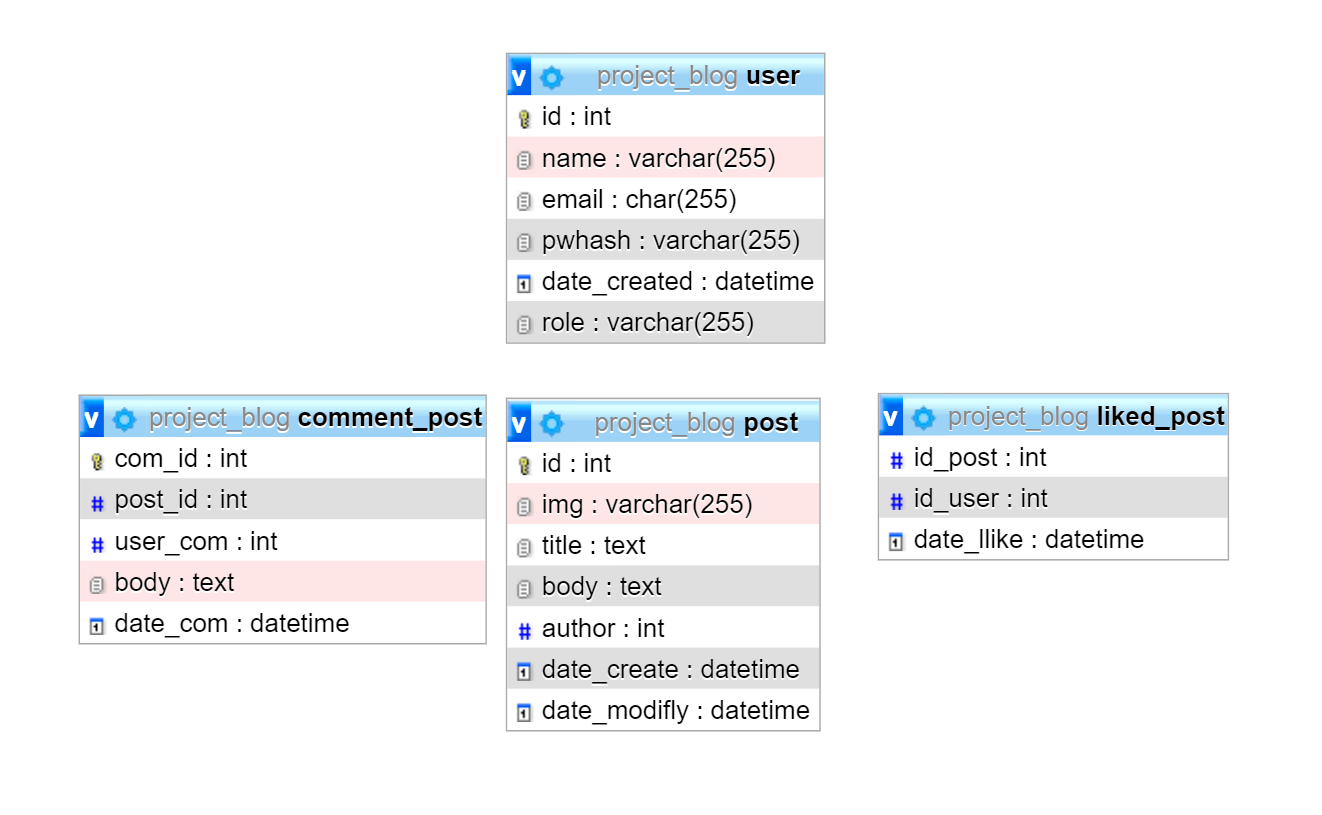 v project_blog user
id : int
name : varchar(255)
email : char(255)
pwhash : varchar(255)
date_created : datetime
role : varchar(255)
v project_blog comment_post
com_id : int
# post_id : int
# user_com : int
body : text
date_com : datetime
v project_blog post
id : int
img : varchar(255)
title : text
body : text
# author : int
date_create : datetime
date_modifly : datetime
v project_blog liked_post
# id_post : int
# id_user : int
date_llike : datetime